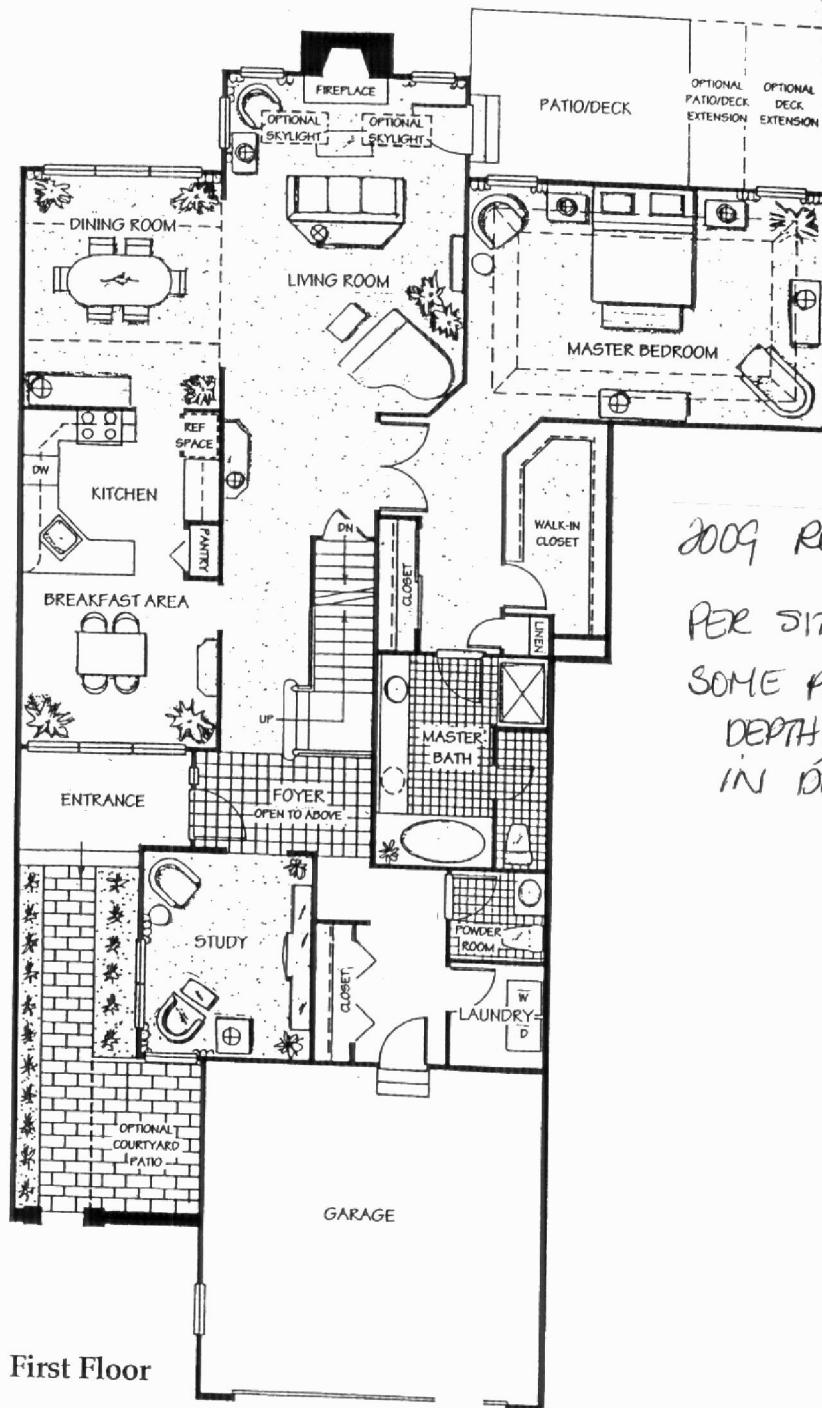 FIREPLACE
OPTIONAL
SKYLIGHT
OPTIONAL
SKYLIGHT
PATIO/DECK
OPTIONAL
PATIO/DECK
EXTENSION
OPTIONAL
DECK
EXTENSION
DINING ROOM
LIVING ROOM
MASTER BEDROOM
REF
SPACE
DW
KITCHEN
PANTRY
DN
CLOSET
WALK-IN
CLOSET
LINEN
2009
PER
SOME
DEPTH
IN
BREAKFAST AREA
UP
MASTER
BATH
ENTRANCE
FOYER
OPEN TO ABOVE
STUDY
CLOSET
POWDER
ROOM
LAUNDRY
W
D
OPTIONAL
COURTYARD
PATIO
GARAGE
First Floor